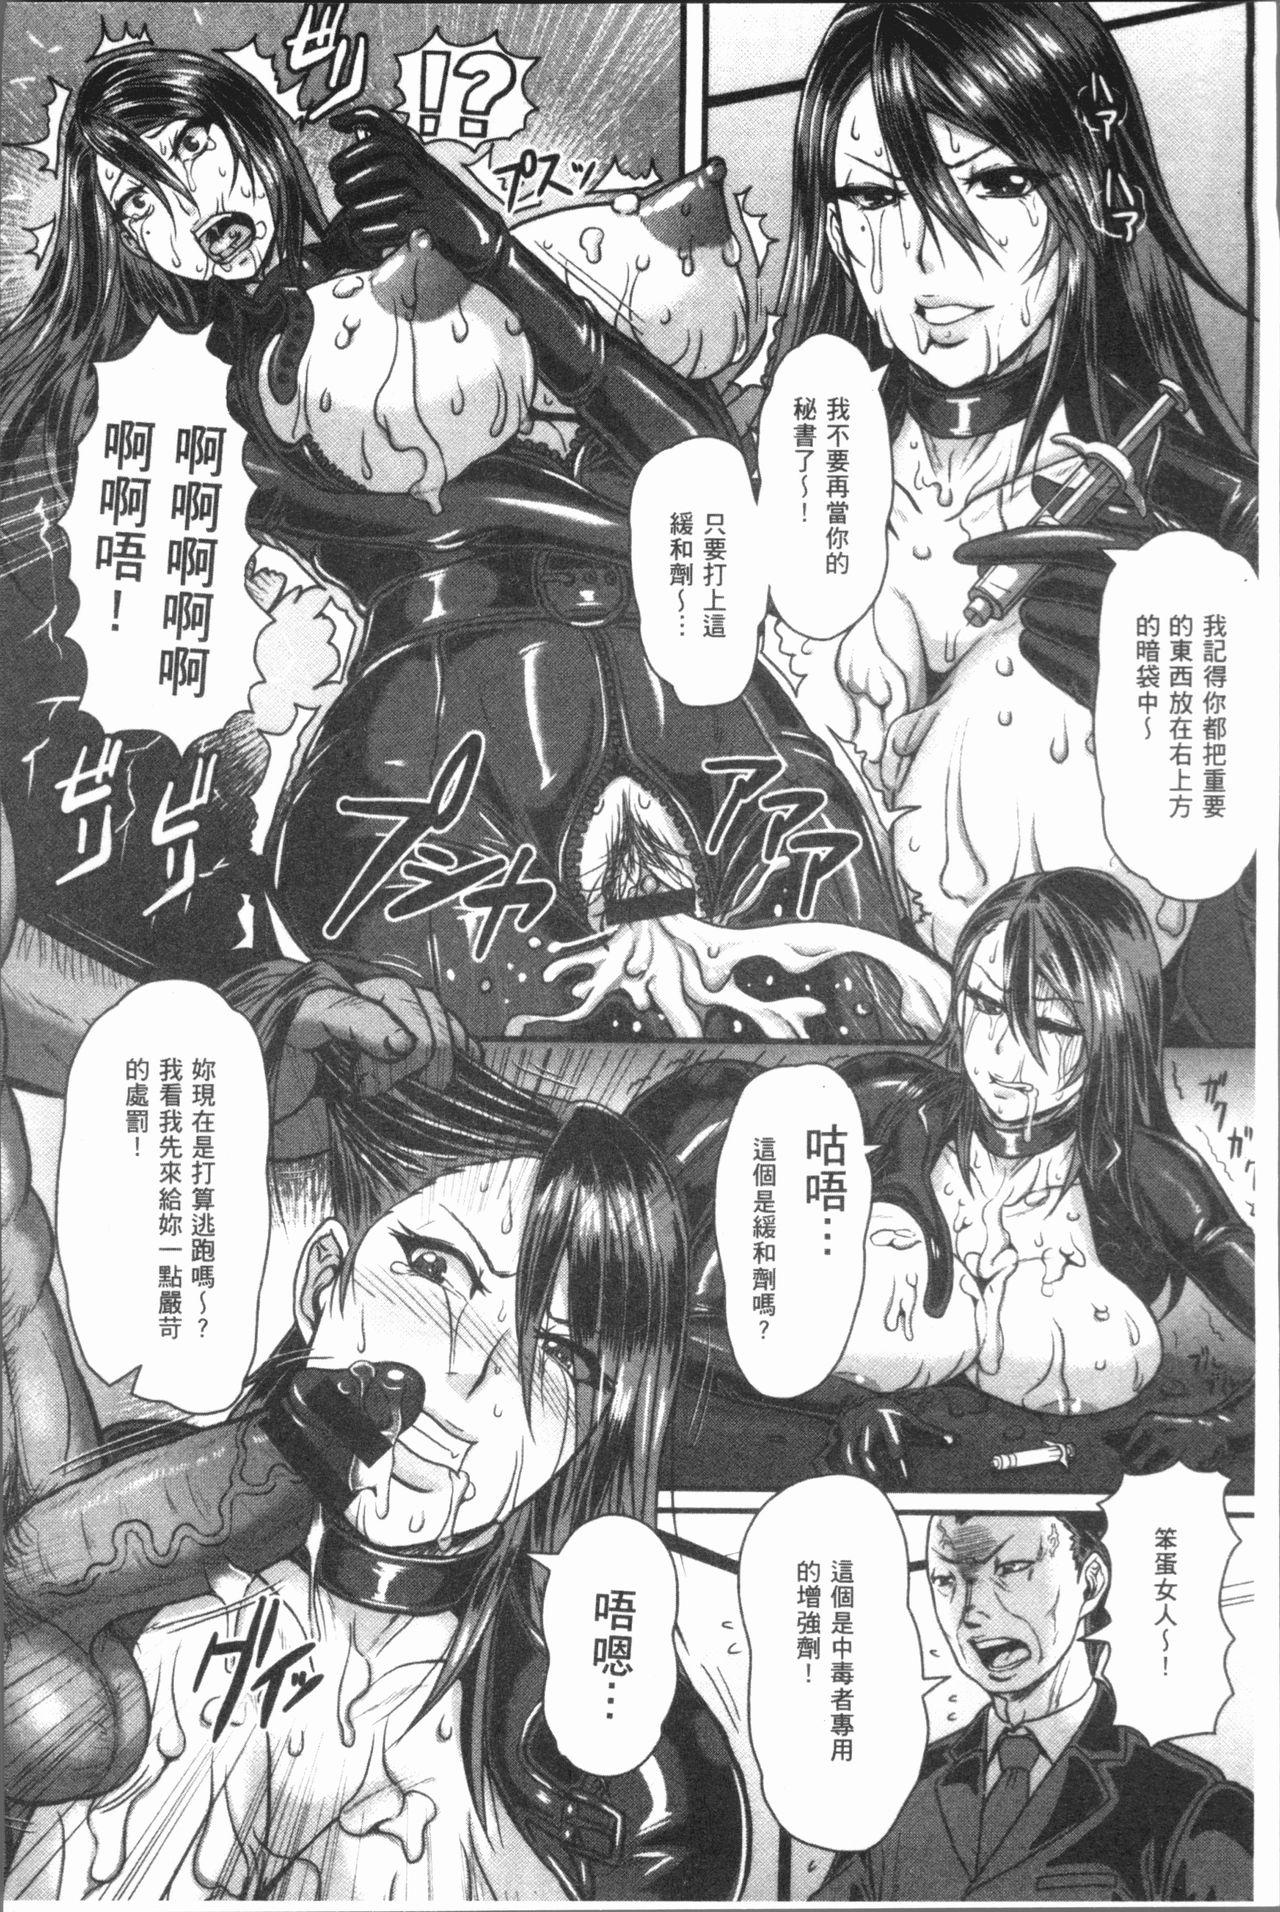 ハァ
ハァ
我記得你都把重要
的東西放在右上方
的暗袋中～
我不要再當你的
秘書了～！
只要打上這
緩和劑～…
プスッ
!?
ビリ
啊啊啊啊啊
啊啊唔！
ビリ
ビリ
プシャアアア
ガク
ガク
咕唔…
這個是緩和劑嗎？
笨蛋女人～！
這個是中毒者專用
的增強劑！
妳現在是打算逃跑嗎～？
我看我先來給妳一點嚴苛
的處罰！
唔嗯…
グイッ